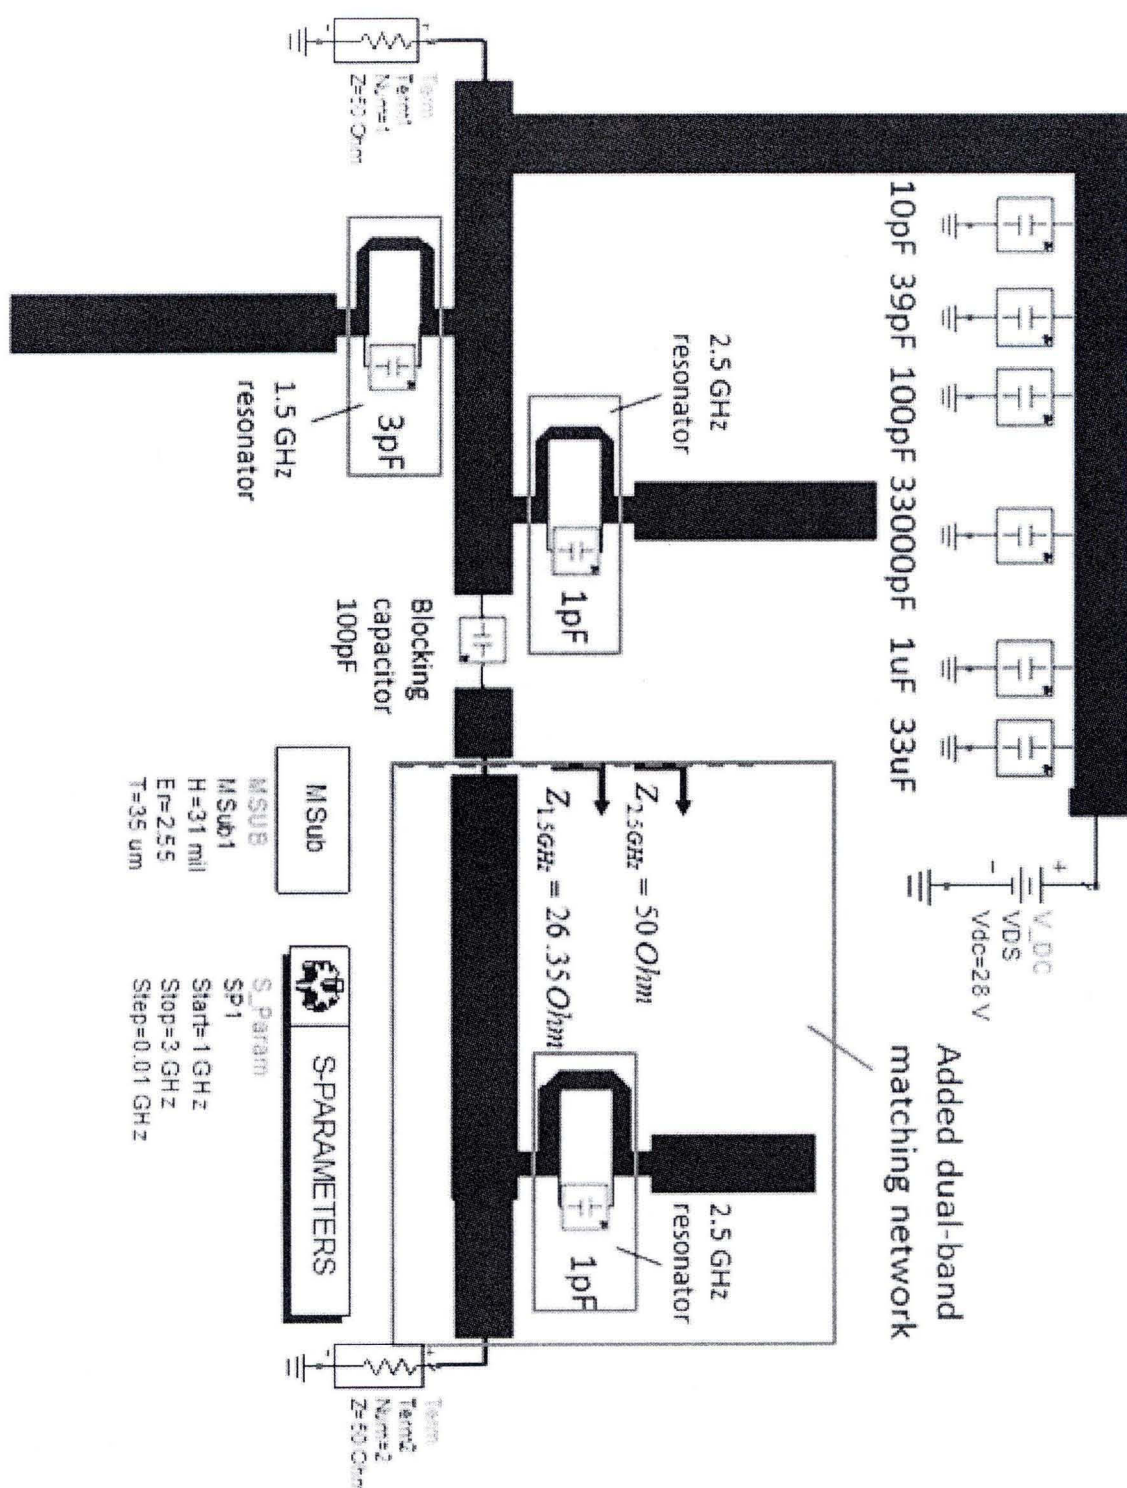 V_DC
VDS
Vdc=28 V
10pF 39pF 100pF 33000pF 1uF 33uF
Added dual-band
matching network
2.5 GHz
resonator
1pF
2.5 GHz
resonator
1pF
Z2.5GHz = 50 Ohm
Z1.5GHz = 26.35 Ohm
Term
Term1
Num=1
Z=50 Ohm
3pF
1.5 GHz
resonator
Blocking
capacitor
100pF
Term
Term2
Num=2
Z=50 Ohm
MSub
MSUB
MSub1
H=31 mil
Er=2.55
T=35 um
S-PARAMETERS
S_Param
SP1
Start=1 GHz
Stop=3 GHz
Step=0.01 GHz